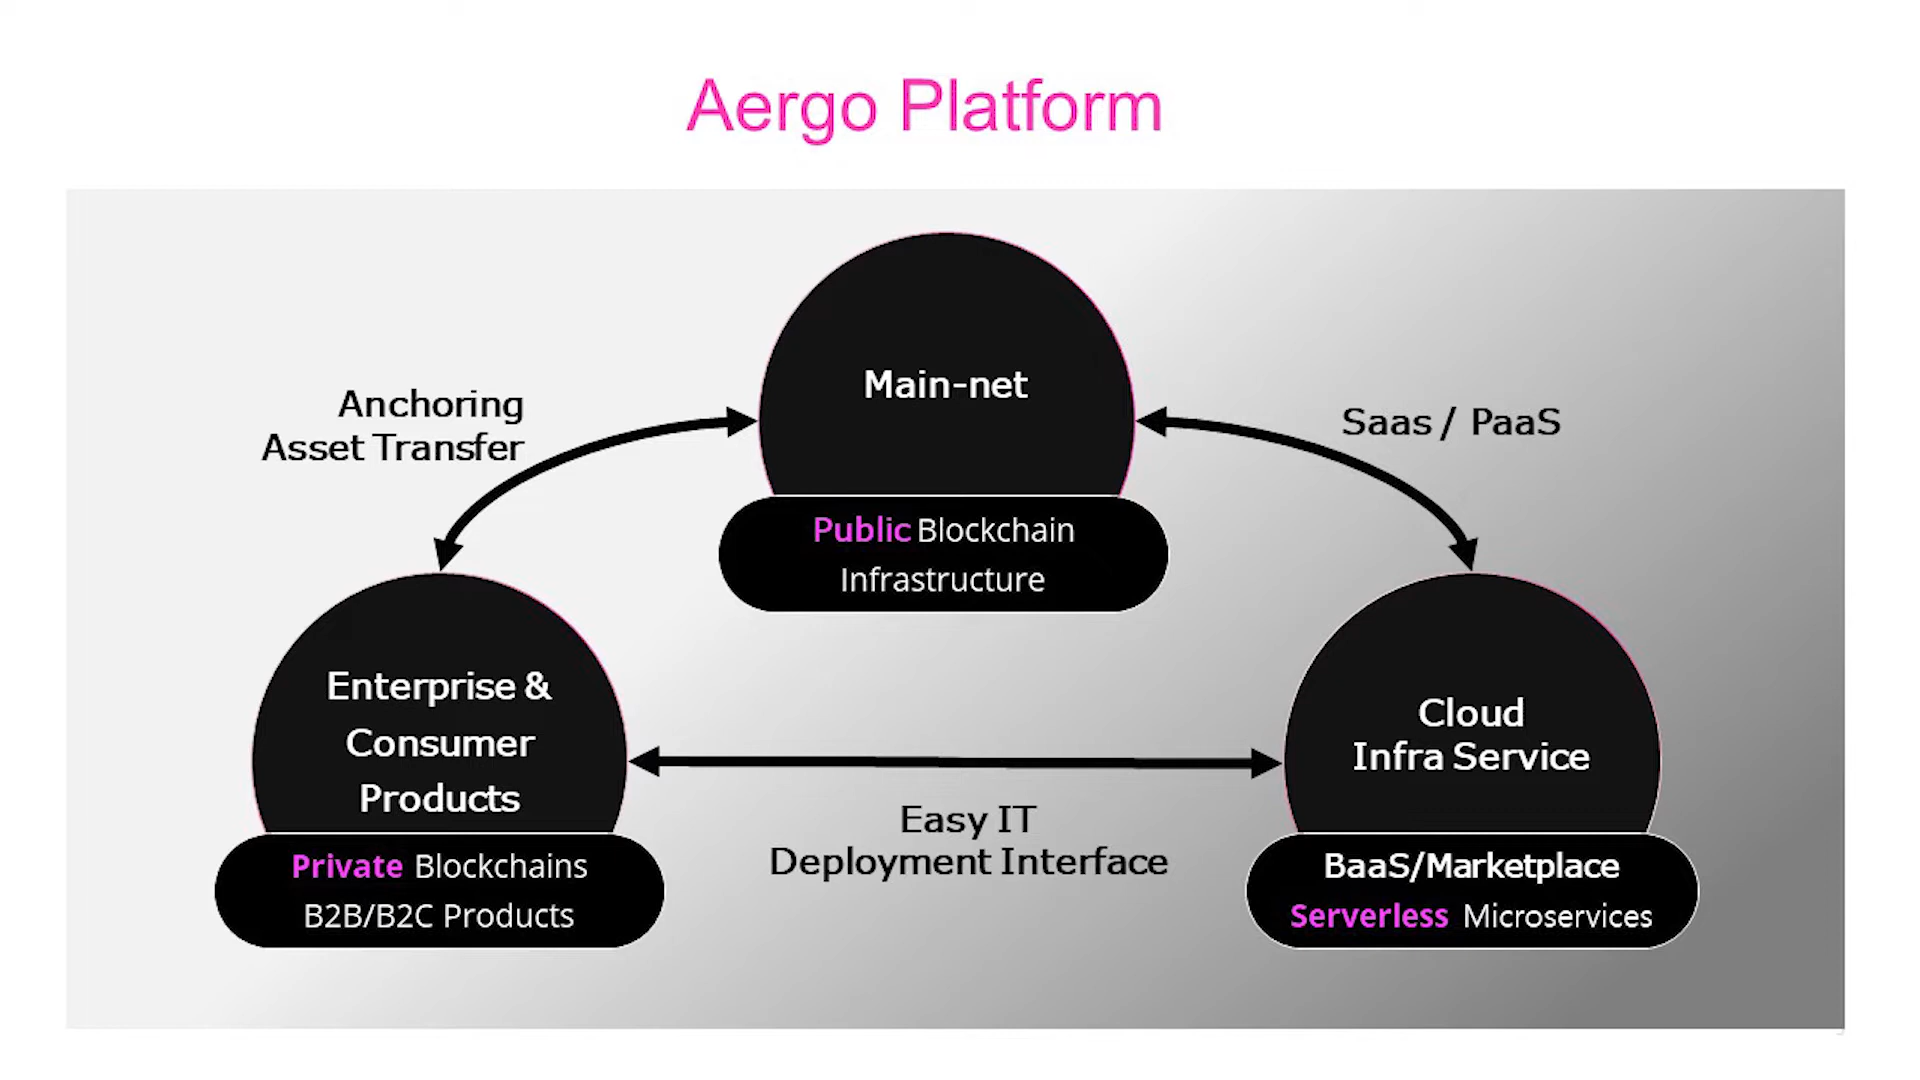 Aergo Platform
Main-net
Public Blockchain
Infrastructure
Anchoring
Asset Transfer
Saas / PaaS
Enterprise &
Consumer
Products
Private Blockchains
B2B/B2C Products
Easy IT
Deployment Interface
Cloud
Infra Service
BaaS/Marketplace
Serverless Microservices